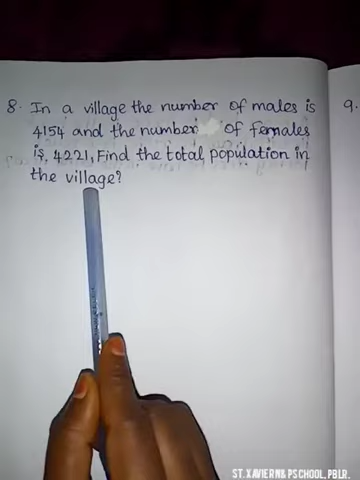 8. In a village the number of males is 9.
4154 and the number of Females
is 4221, Find the total population in
the village?
ST.XAVIER N& P SCHOOL, PBLR.